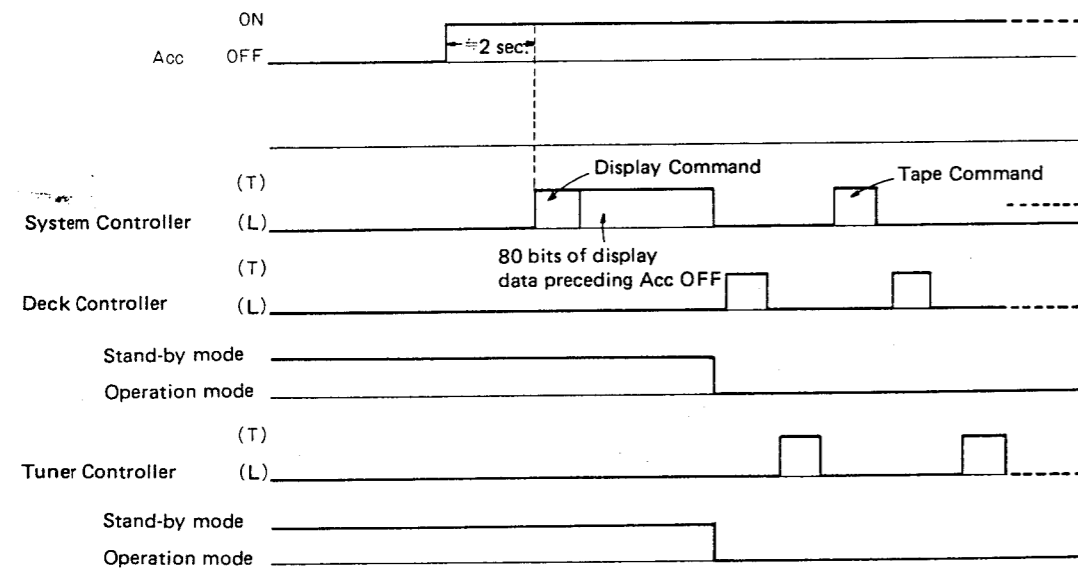 ON
≒2 sec.
Acc OFF
Display Command
Tape Command
(T)
System Controller (L)
80 bits of display
data preceding Acc OFF
(T)
Deck Controller (L)
Stand-by mode
Operation mode
(T)
Tuner Controller (L)
Stand-by mode
Operation mode